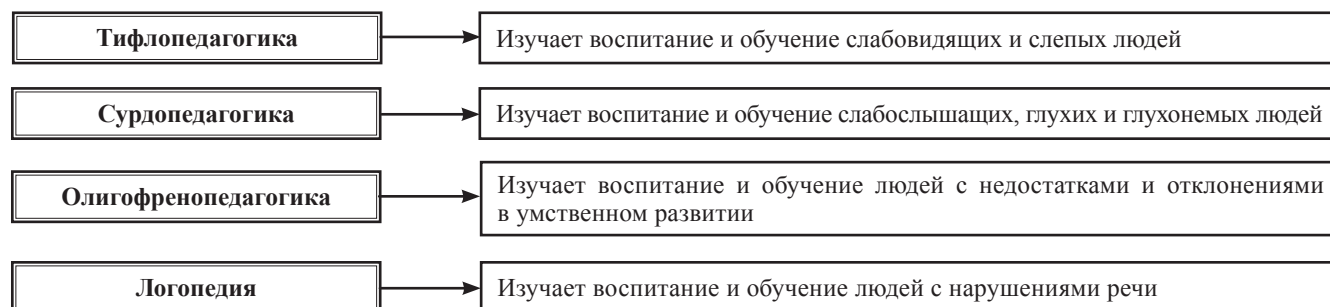 Тифлопедагогика
Изучает воспитание и обучение слабовидящих и слепых людей
Сурдопедагогика
Изучает воспитание и обучение слабослышащих, глухих и глухонемых людей
Олигофренопедагогика
Изучает воспитание и обучение людей с недостатками и отклонениями
в умственном развитии
Логопедия
Изучает воспитание и обучение людей с нарушениями речи